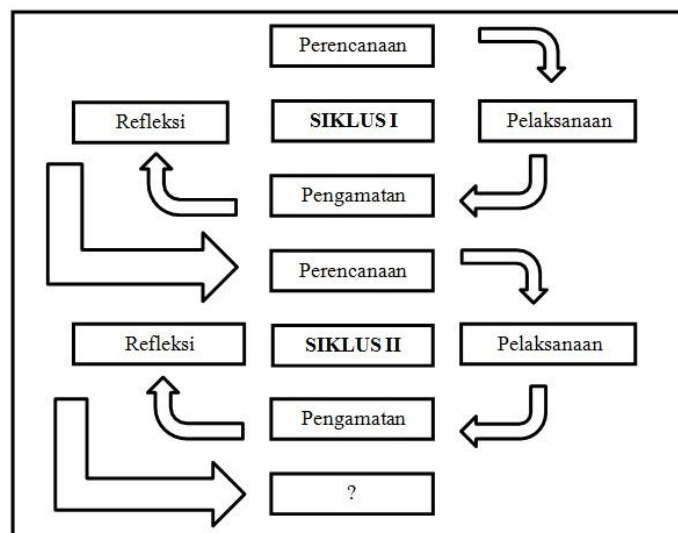 Perencanaan
Refleksi
SIKLUS I
Pelaksanaan
Pengamatan
Perencanaan
Refleksi
SIKLUS II
Pelaksanaan
Pengamatan
?